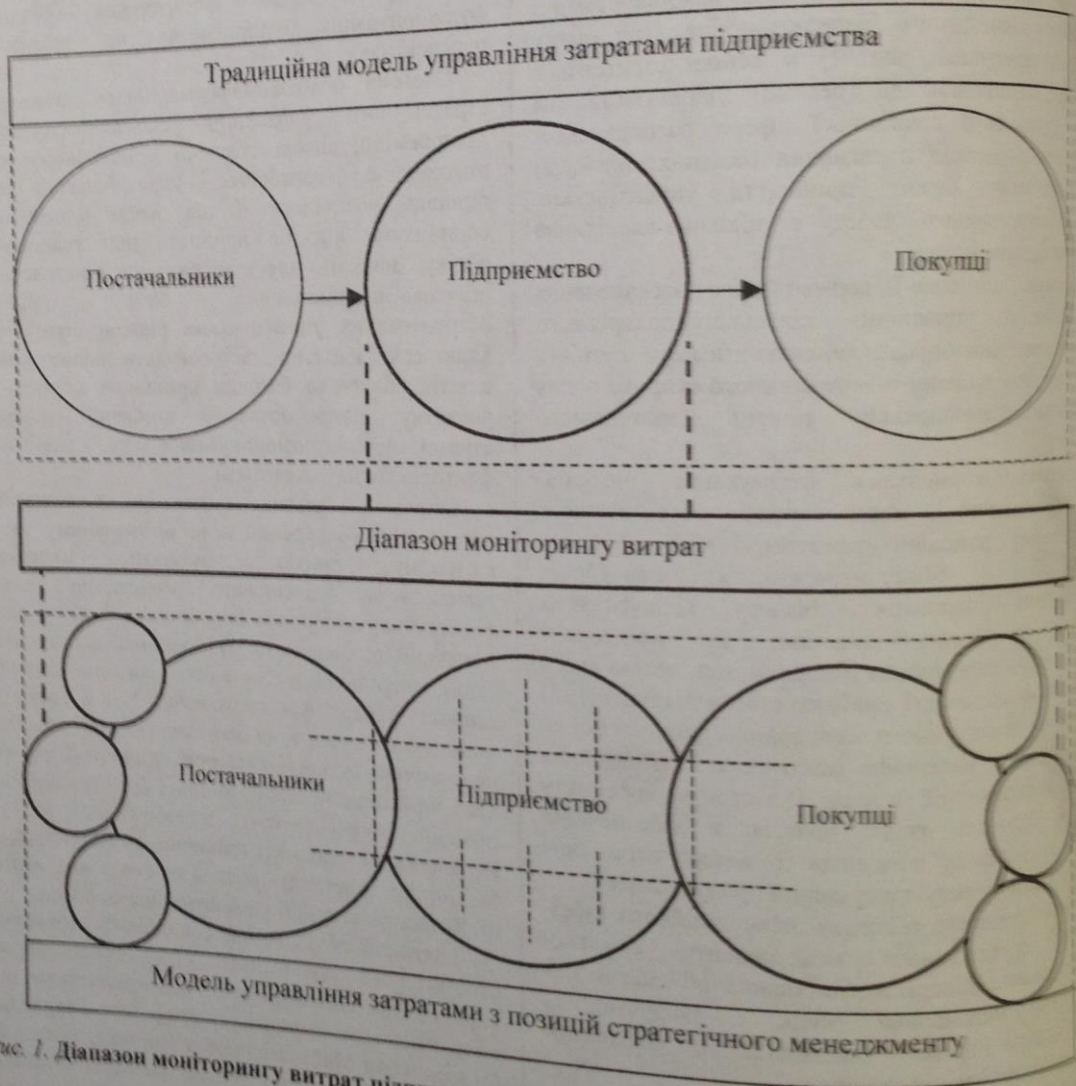 Традиційна модель управління затратами підприємства
Постачальники
Підприємство
Покупці
Діапазон моніторингу витрат
Постачальники
Підприємство
Покупці
Модель управління затратами з позицій стратегічного менеджменту
1. Діапазон моніторингу витрат